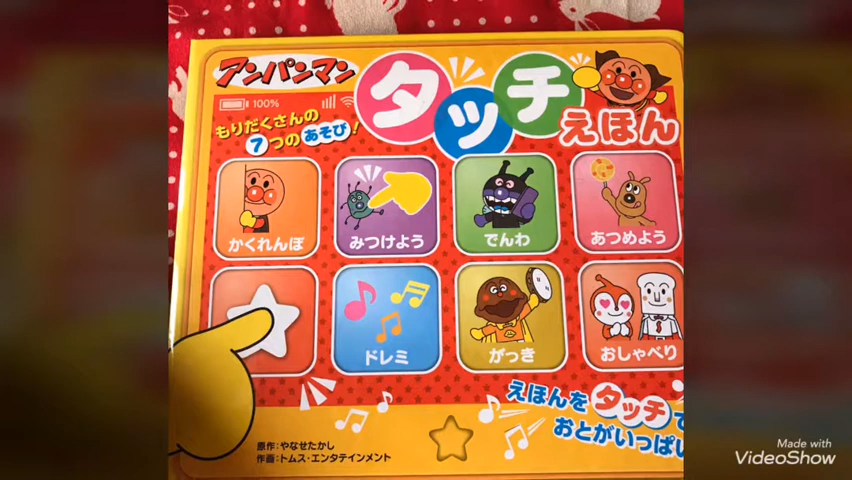 アンパンマン
タッチ
えほん
100%
もりだくさんの
7つのあそび!
かくれんぼ
みつけよう
でんわ
あつめよう
ドレミ
がっき
おしゃべり
えほんをタッチで
おとがいっぱい
原作:やなせたかし
作画:トムス・エンタテインメント
Made with
VideoShow